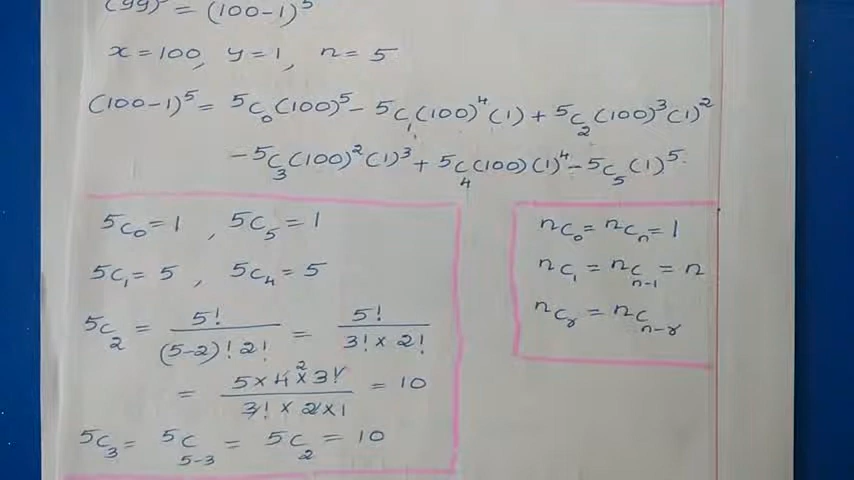 (99)⁵ = (100-1)⁵
x = 100, y = 1, n = 5
(100-1)⁵ = 5C₀(100)⁵ - 5C₁(100)⁴(1) + 5C₂(100)³(1)²
- 5C₃(100)²(1)³ + 5C₄(100)(1)⁴ - 5C₅(1)⁵.
5C₀ = 1 , 5C₅ = 1
5C₁ = 5 , 5C₄ = 5
5C₂ = 5! / (5-2)! 2! = 5! / 3! × 2!
= 5 × 4² × 3! / 3! × 2 × 1 = 10
5C₃ = 5C₅₋₃ = 5C₂ = 10
nC₀ = nCₙ = 1
nC₁ = nCₙ₋₁ = n
nCᵣ = nCₙ₋ᵣ